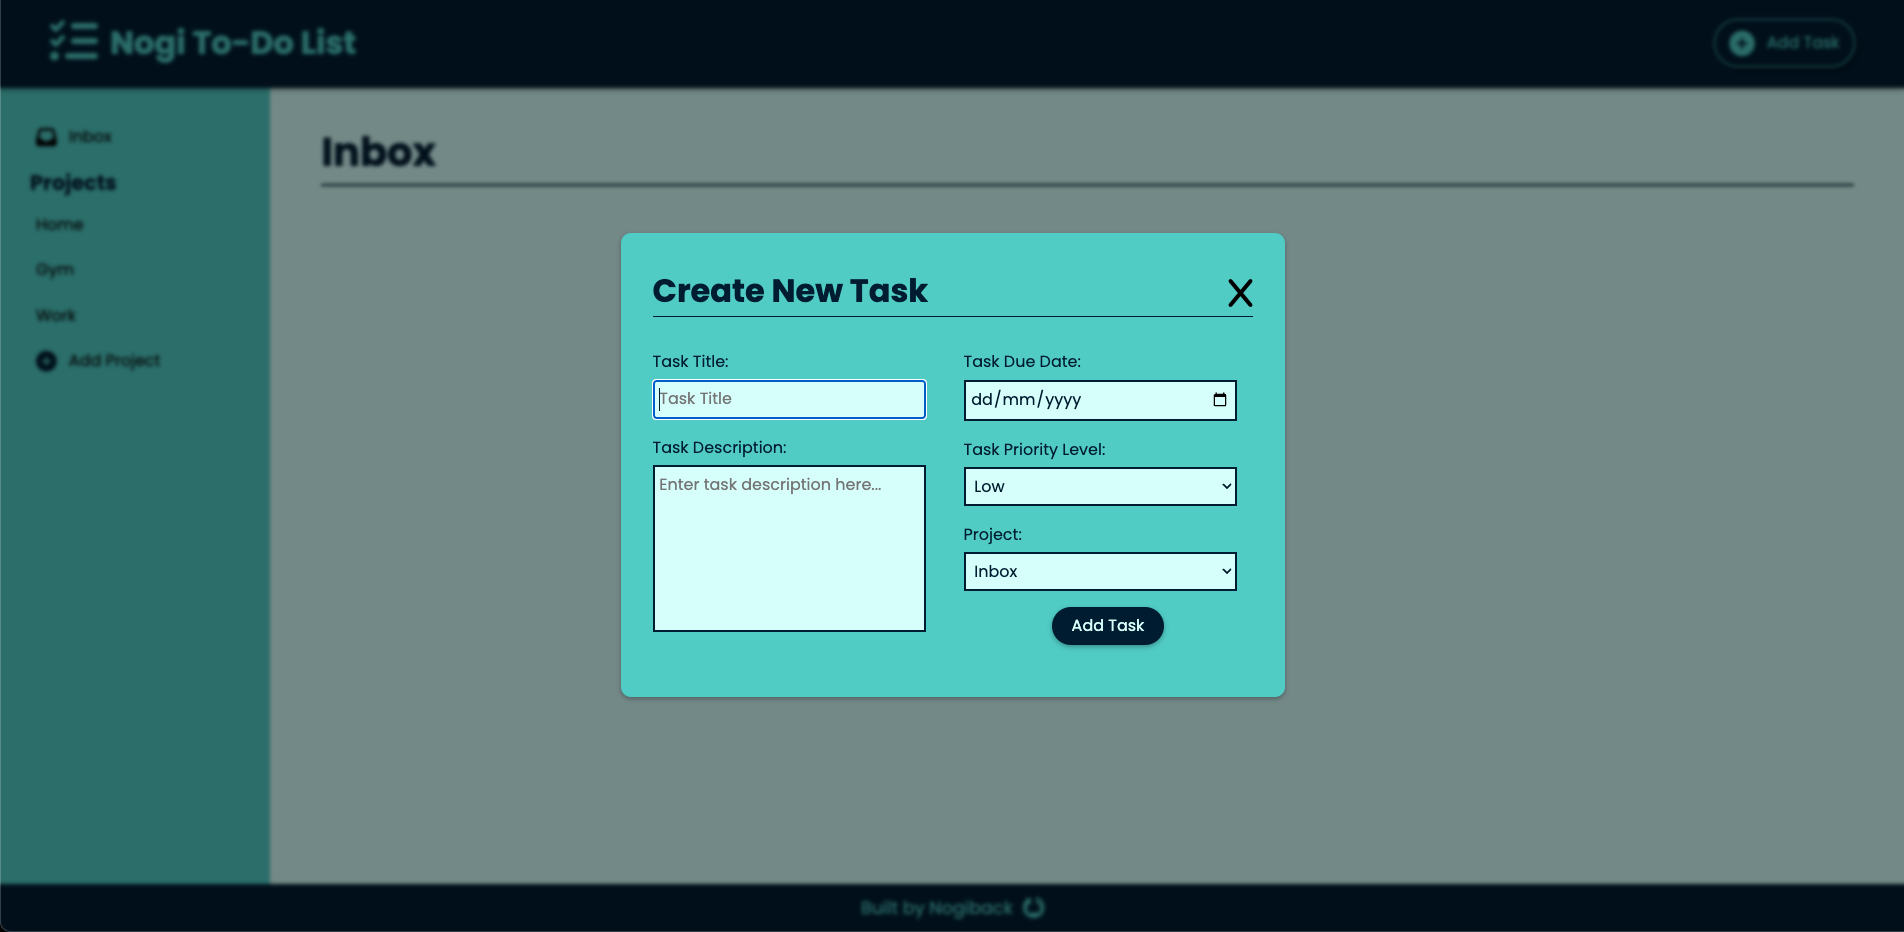 Nogi To-Do List
Add Task
Inbox
Projects
Home
Gym
Work
Add Project
Inbox
Create New Task
X
Task Title:
Task Title
Task Description:
Enter task description here...
Task Due Date:
dd/mm/yyyy
Task Priority Level:
Low
Project:
Inbox
Add Task
Built by Nogiback